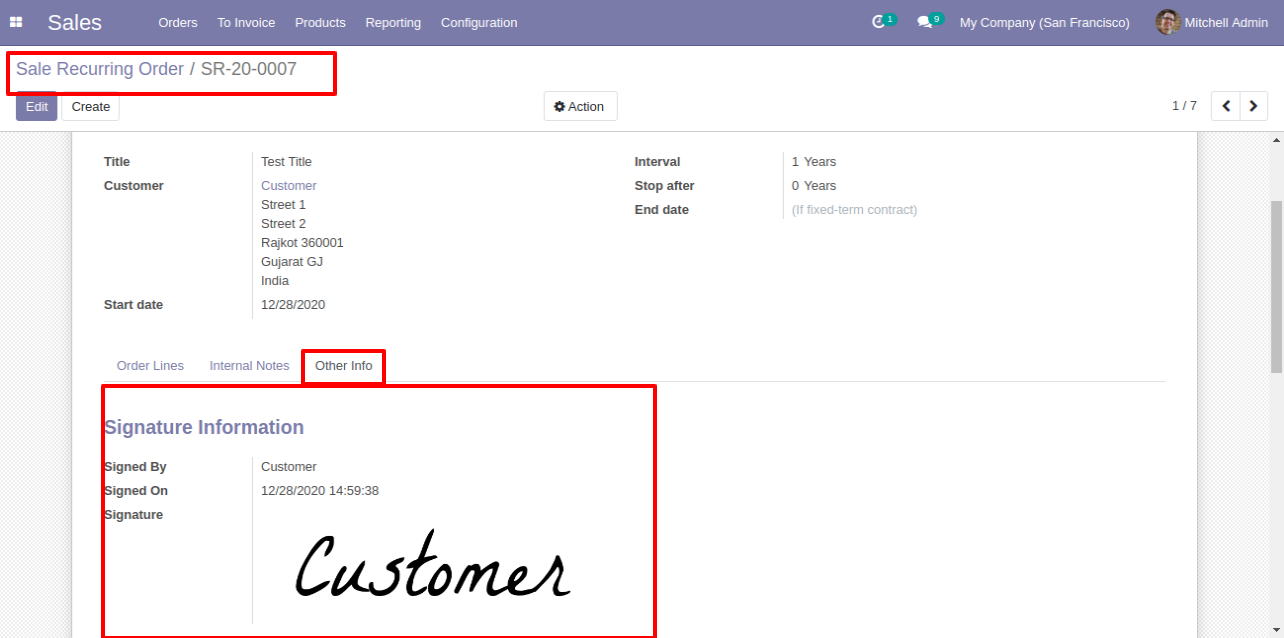 Sales Orders To Invoice Products Reporting Configuration 1 9 My Company (San Francisco) Mitchell Admin
Sale Recurring Order / SR-20-0007
Edit Create Action 1 / 7
Title Test Title Interval 1 Years
Customer Customer Stop after 0 Years
Street 1 End date (If fixed-term contract)
Street 2
Rajkot 360001
Gujarat GJ
India
Start date 12/28/2020
Order Lines Internal Notes Other Info
Signature Information
Signed By Customer
Signed On 12/28/2020 14:59:38
Signature
Customer